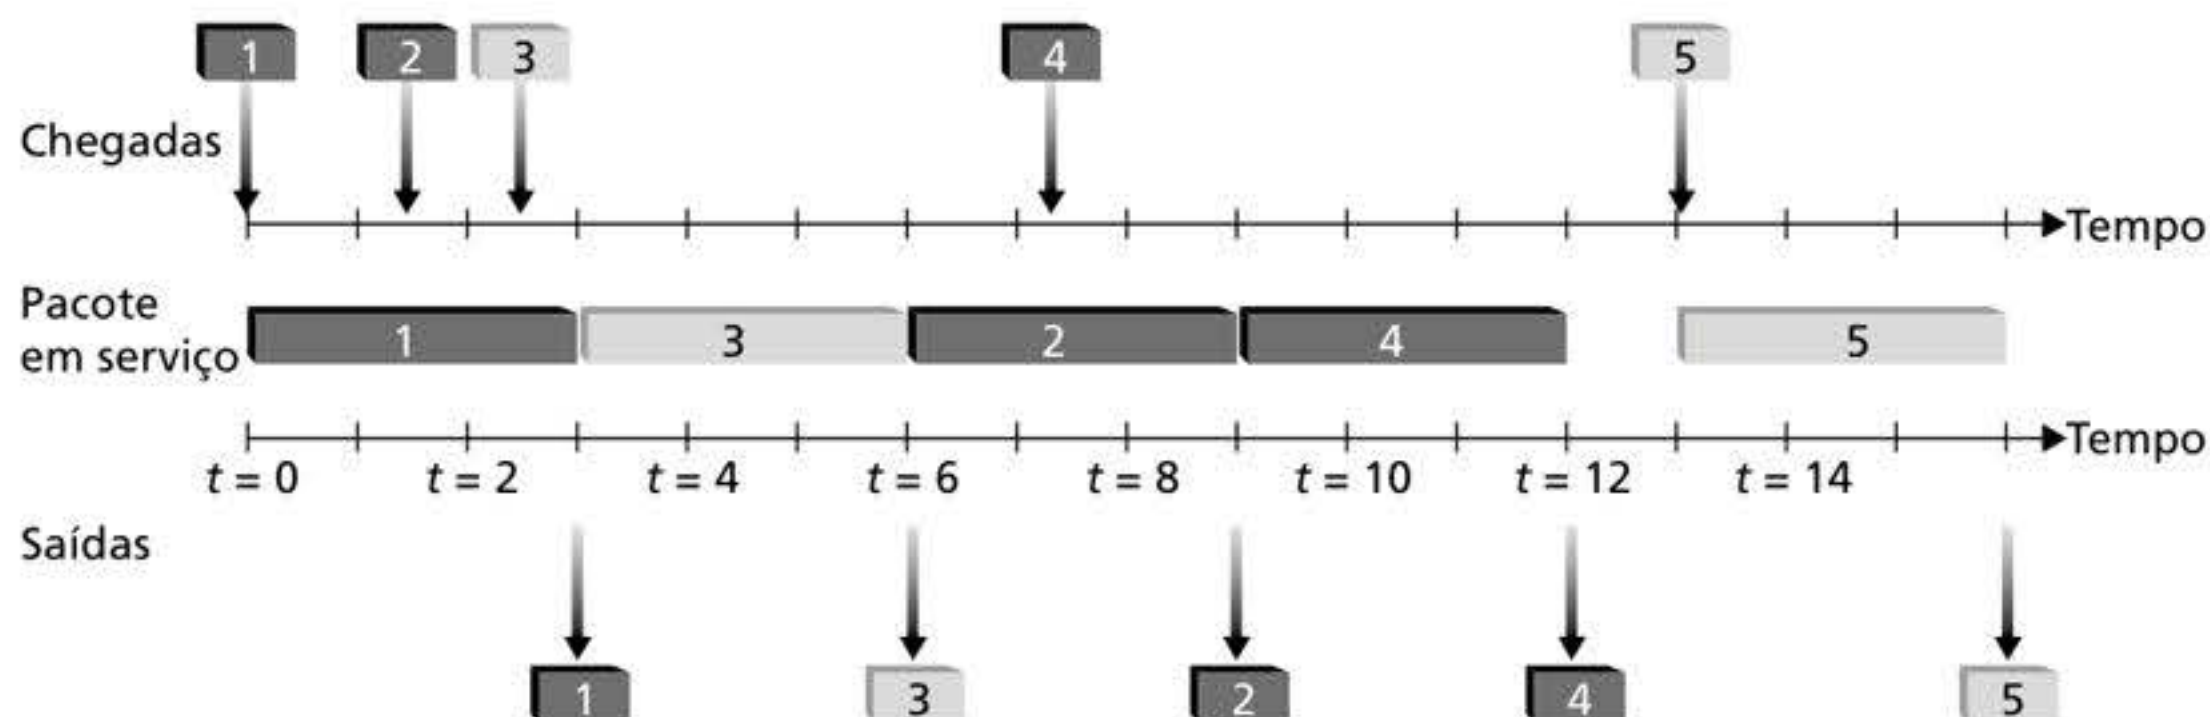 1 2 3 4 5
Chegadas
Tempo
Pacote
em serviço
1 3 2 4 5
Tempo
t = 0 t = 2 t = 4 t = 6 t = 8 t = 10 t = 12 t = 14
Saídas
1 3 2 4 5